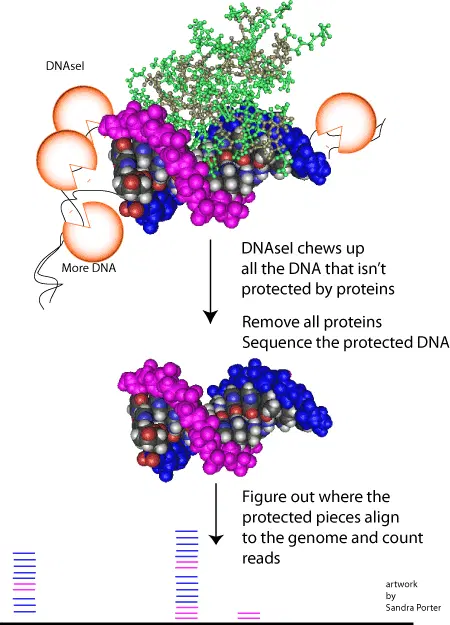 DNAseI
More DNA
DNAseI chews up
all the DNA that isn't
protected by proteins
Remove all proteins
Sequence the protected DNA
Figure out where the
protected pieces align
to the genome and count
reads
artwork
by
Sandra Porter